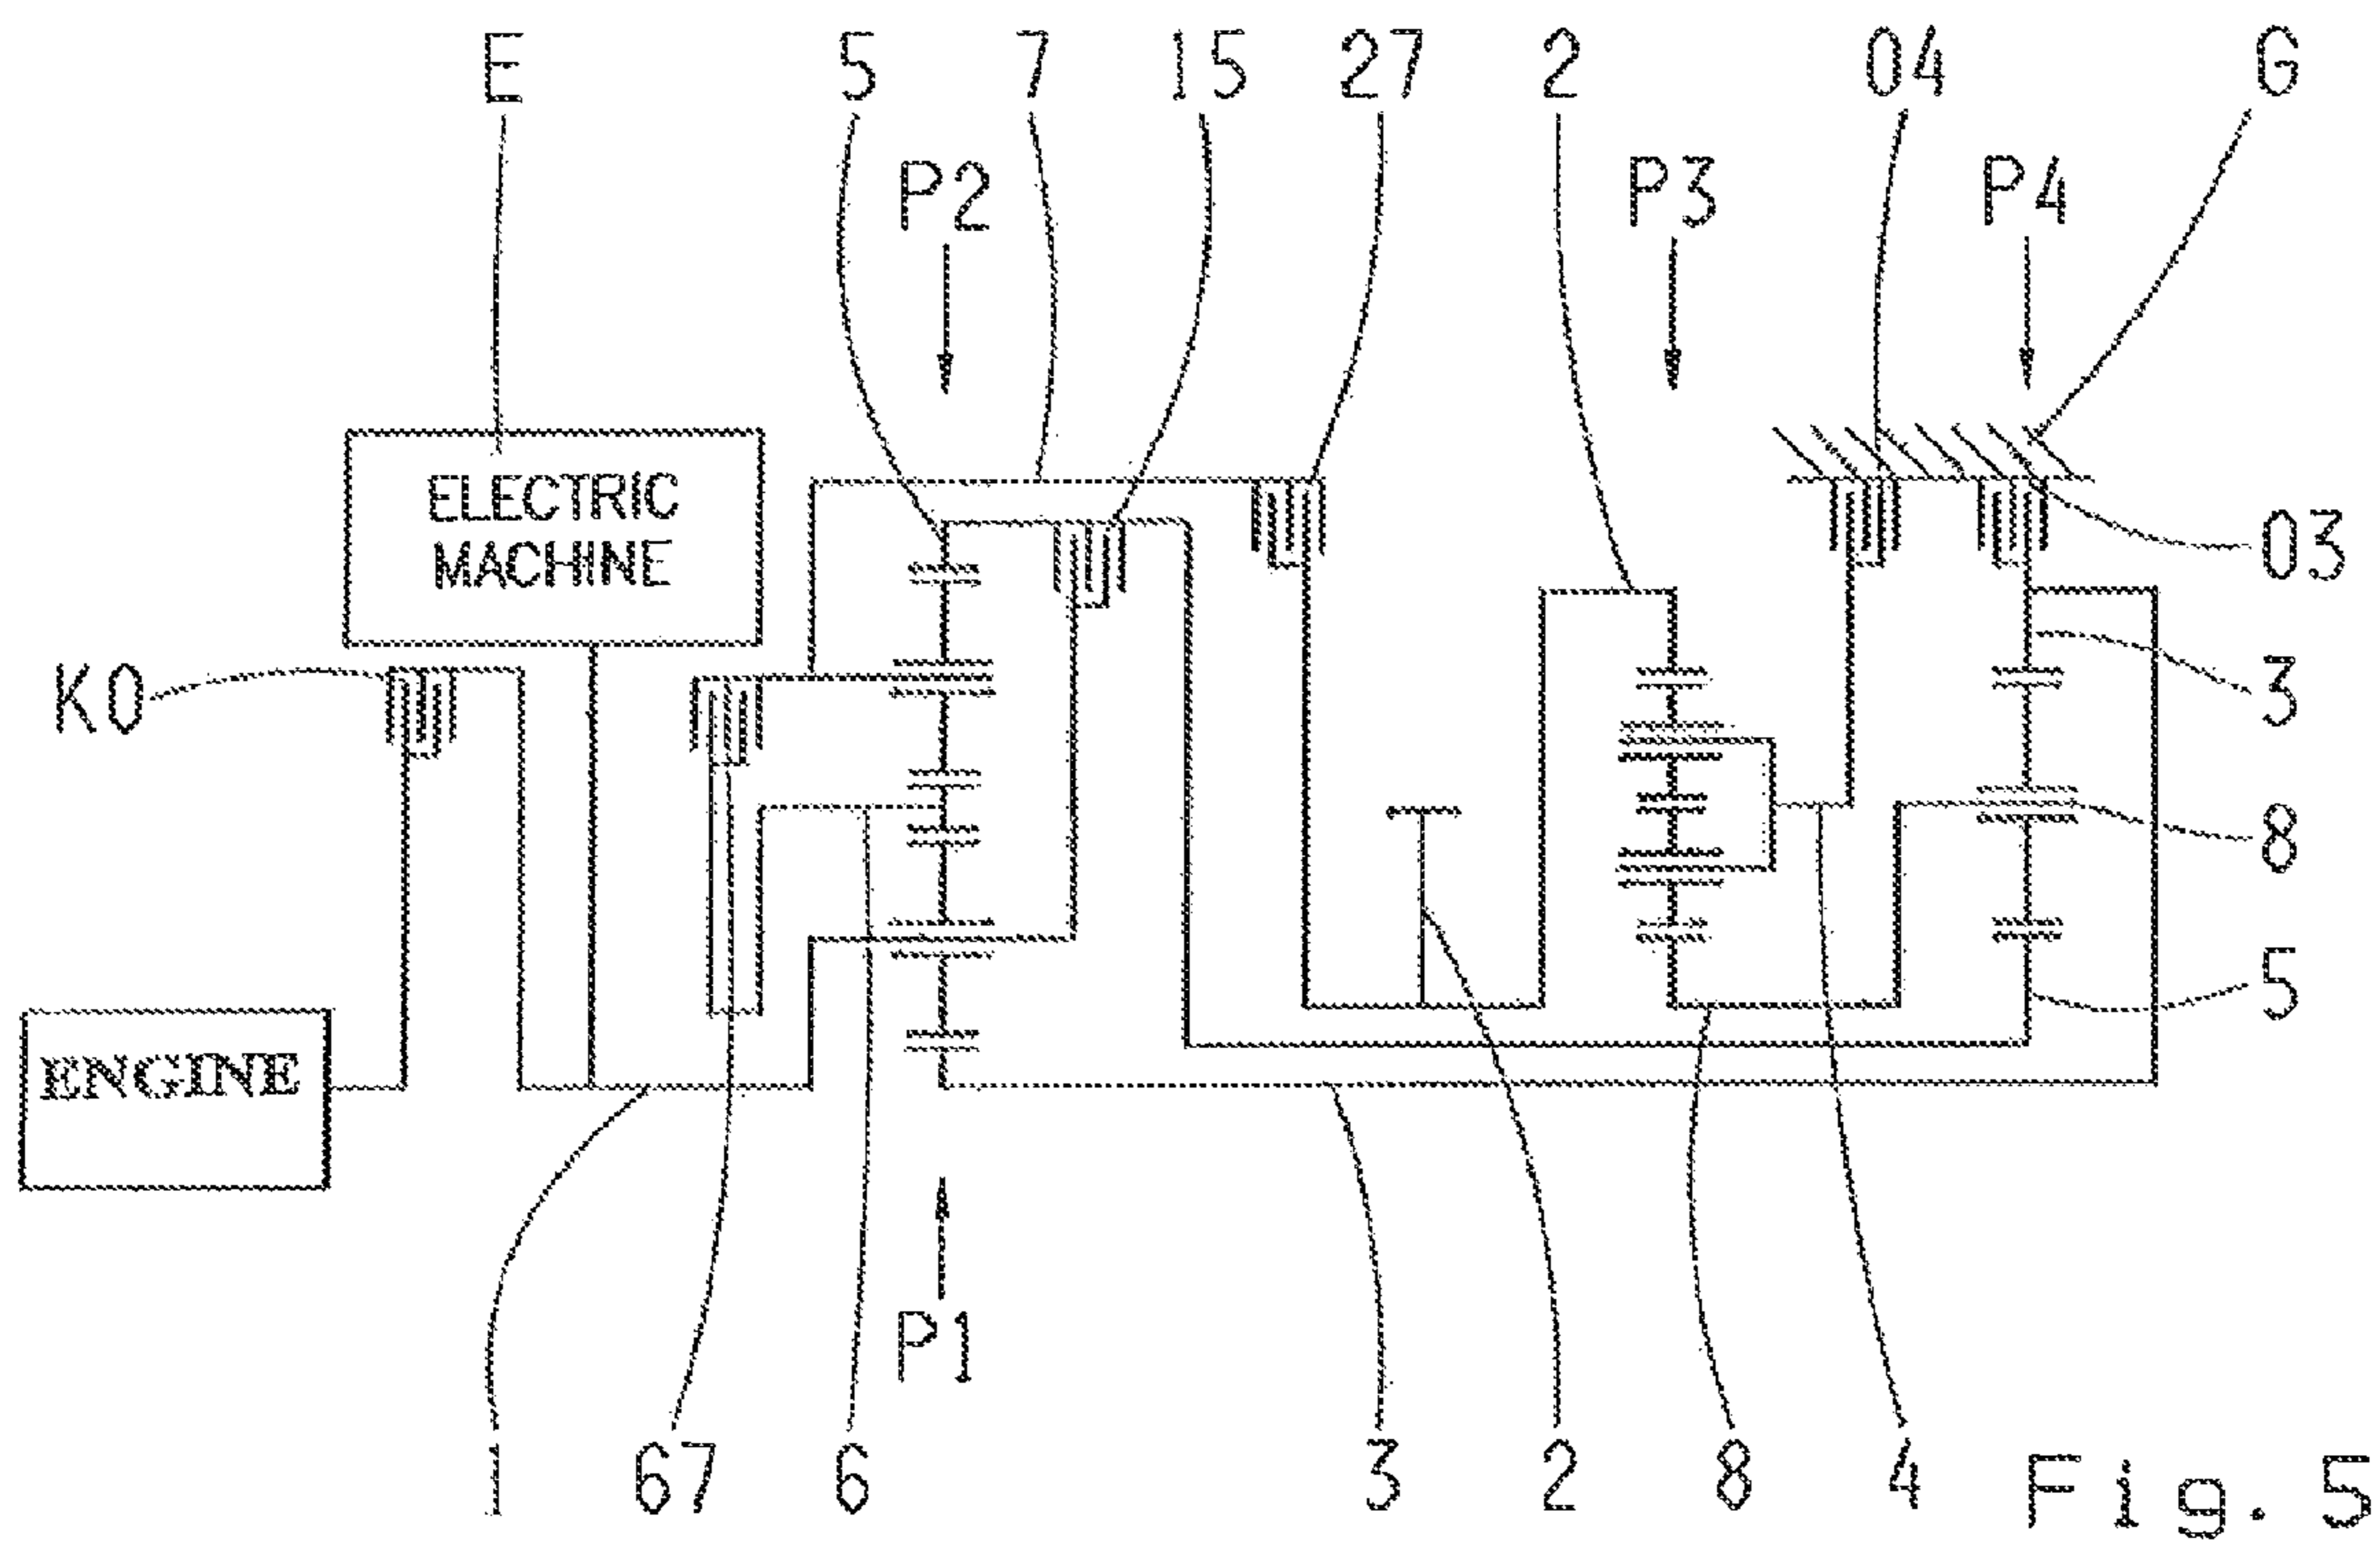 E 5 7 15 27 2 04 G
P2 P3 P4
ELECTRIC
MACHINE
03
K0 3
8
5
ENGINE
P1
1 67 6 3 2 8 4 Fig. 5